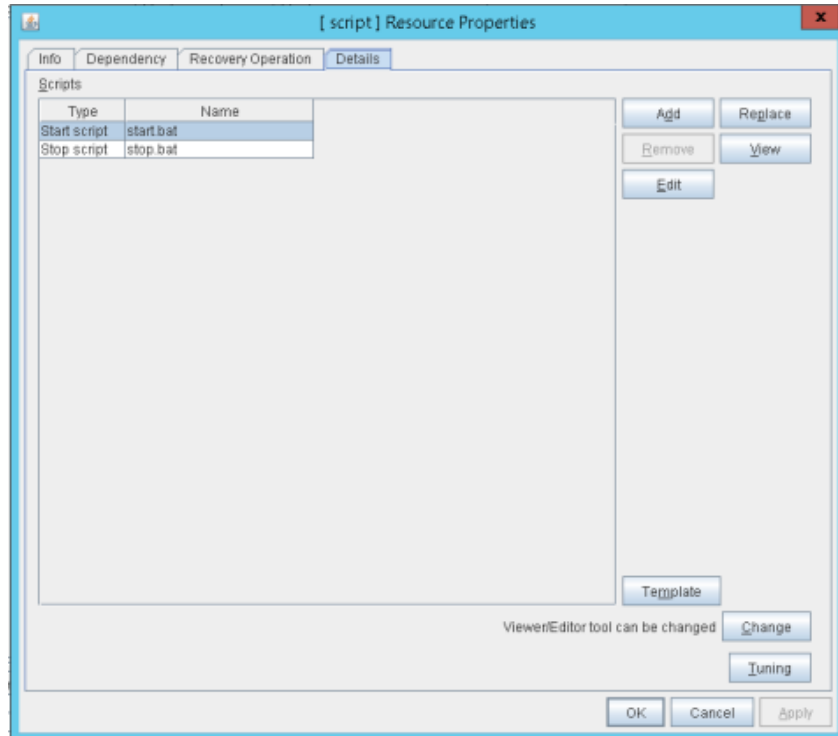 [ script ] Resource Properties
x
Info Dependency Recovery Operation Details
Scripts
Type Name
Start script start.bat
Stop script stop.bat
Add Replace
Remove View
Edit
Template
Viewer/Editor tool can be changed Change
Tuning
OK Cancel Apply